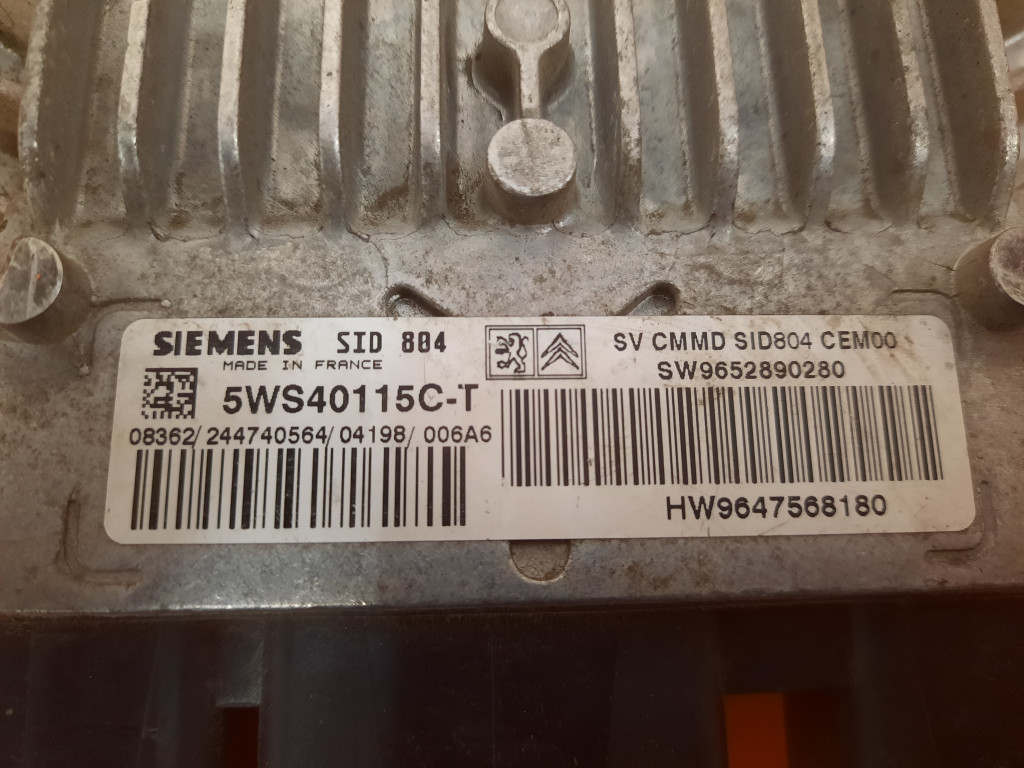 SIEMENS SID 804
MADE IN FRANCE
5WS40115C-T
08362/244740564/04198/006A6
SV CMMD SID804 CEM00
SW9652890280
HW9647568180